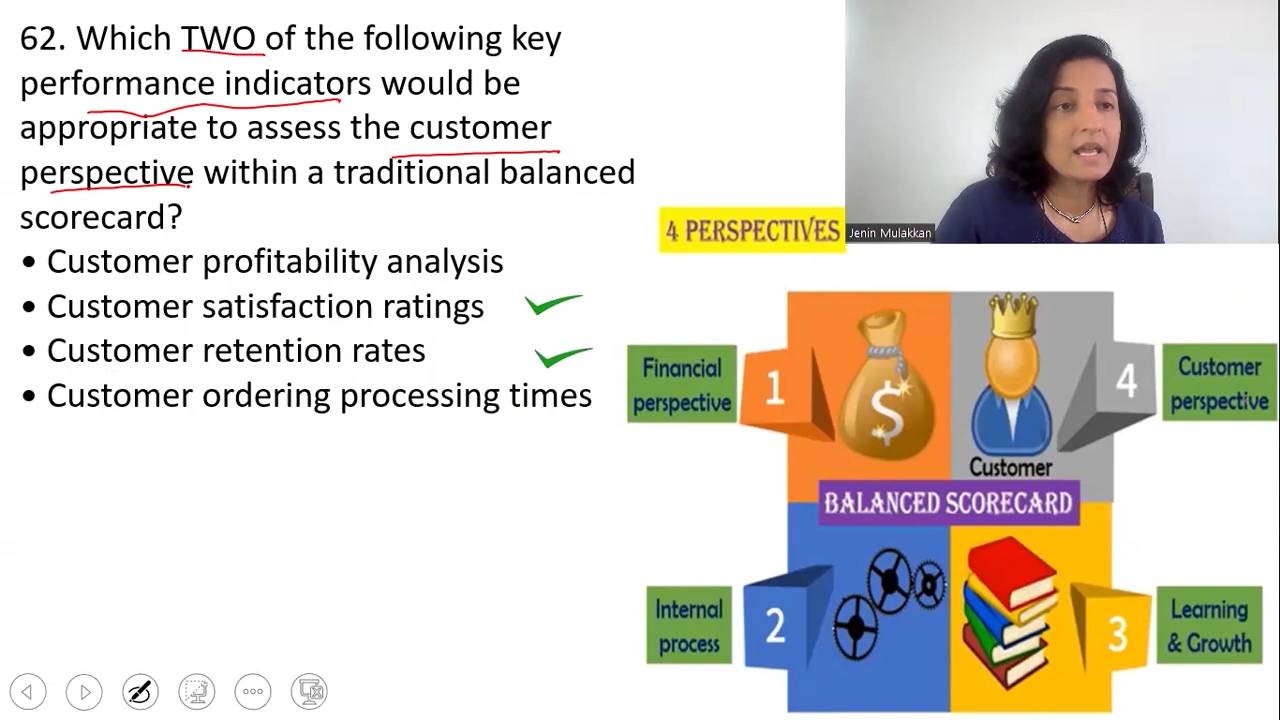 62. Which TWO of the following key
performance indicators would be
appropriate to assess the customer
perspective within a traditional balanced
scorecard?
• Customer profitability analysis
• Customer satisfaction ratings
• Customer retention rates
• Customer ordering processing times
4 PERSPECTIVES
Jenin Mulakkan
Financial
perspective
1
$
Customer
4
Customer
perspective
BALANCED SCORECARD
Internal
process
2
3
Learning
& Growth